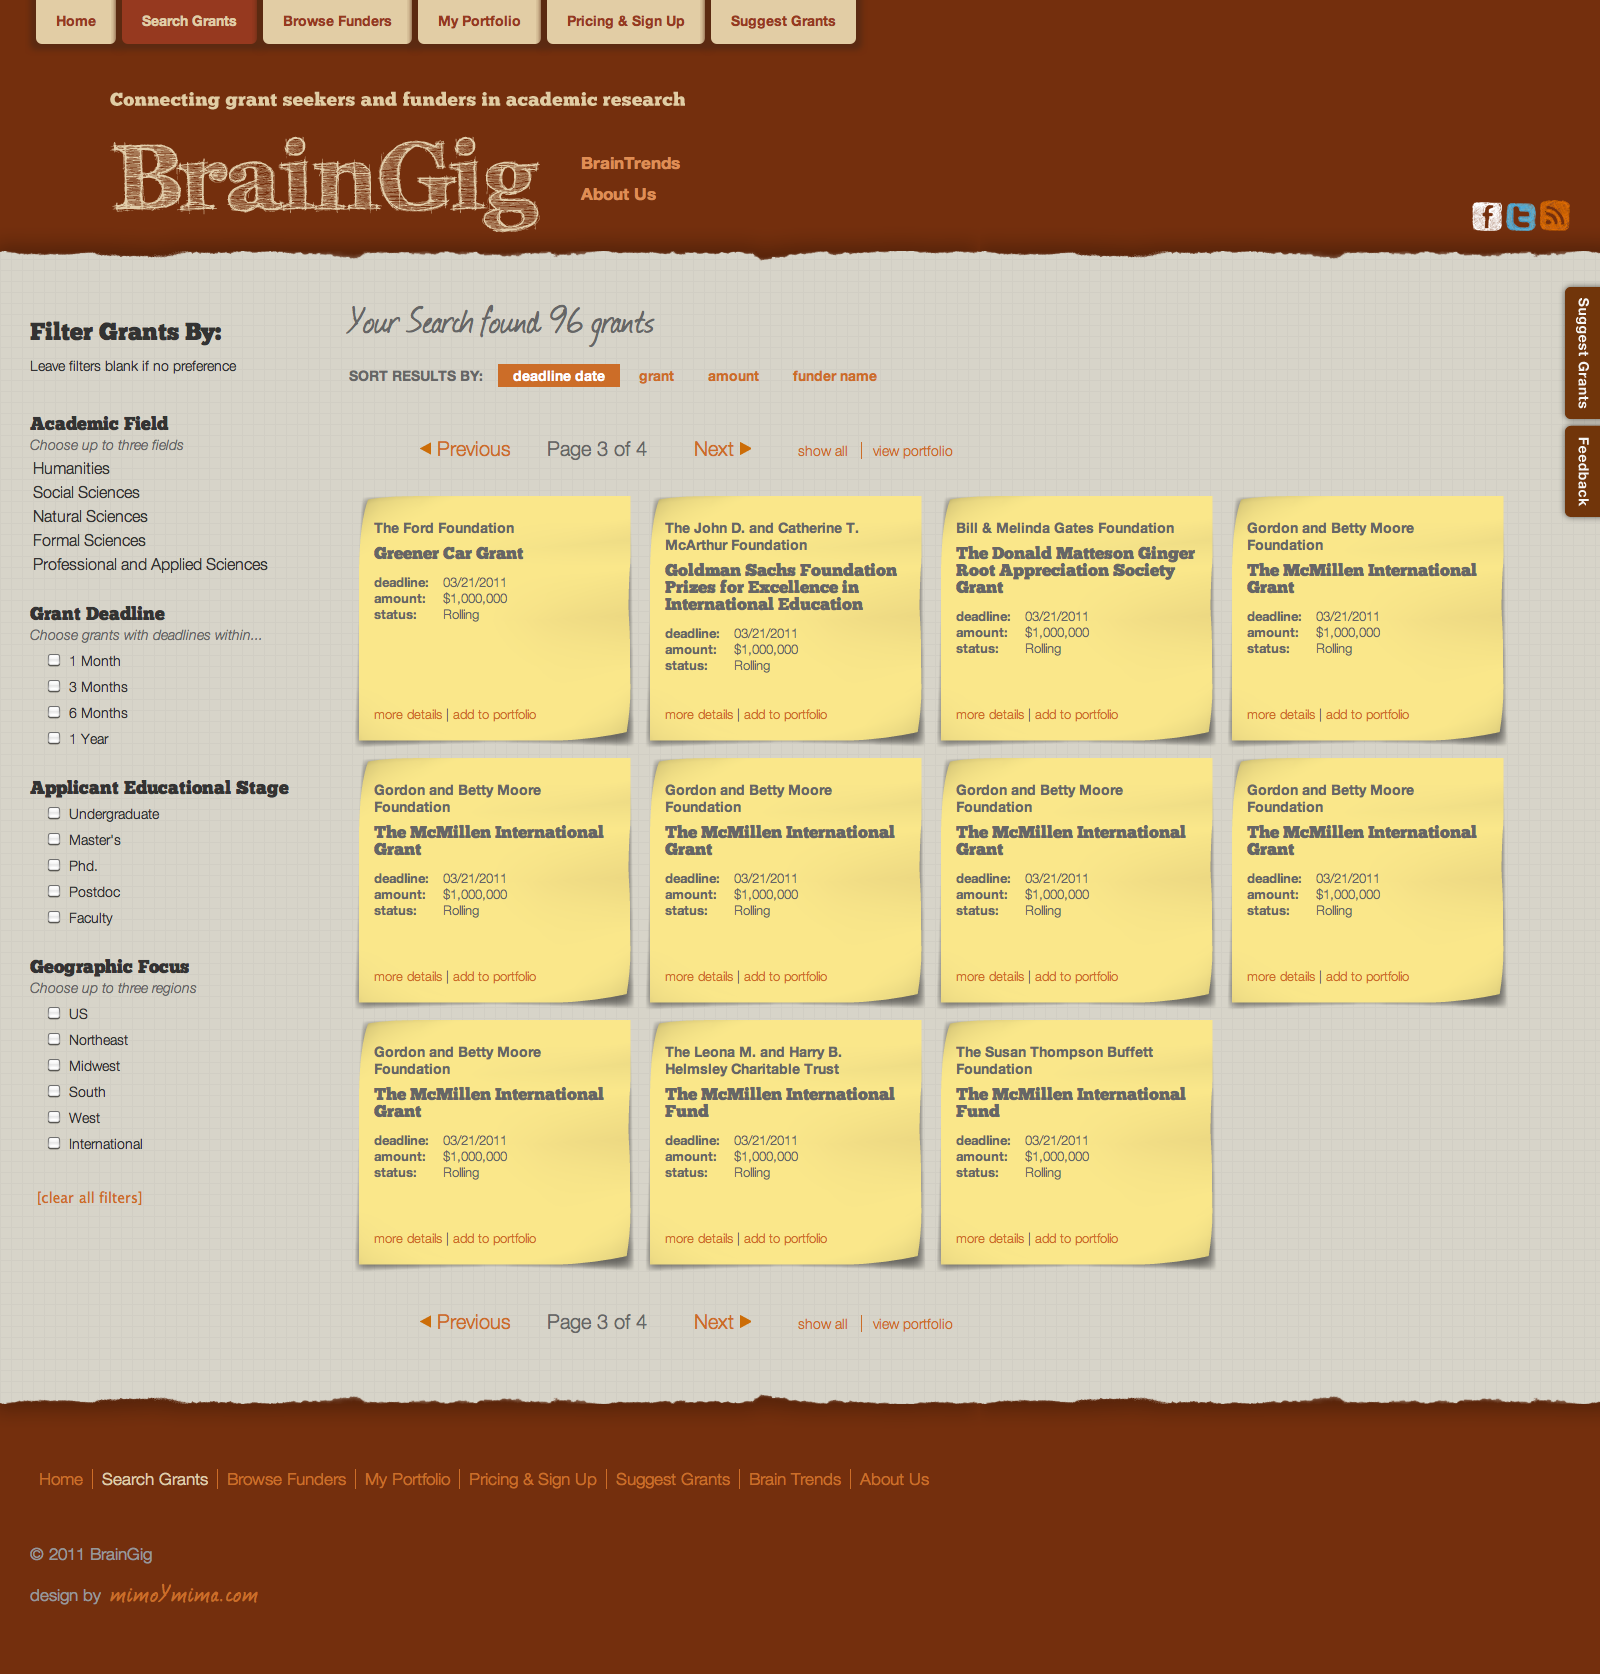 Home
Search Grants
Browse Funders
My Portfolio
Pricing & Sign Up
Suggest Grants
Connecting grant seekers and funders in academic research
BrainGig
BrainTrends
About Us
Suggest Grants
Feedback
Filter Grants By:
Leave filters blank if no preference
Academic Field
Choose up to three fields
Humanities
Social Sciences
Natural Sciences
Formal Sciences
Professional and Applied Sciences
Grant Deadline
Choose grants with deadlines within...
1 Month
3 Months
6 Months
1 Year
Applicant Educational Stage
Undergraduate
Master's
Phd.
Postdoc
Faculty
Geographic Focus
Choose up to three regions
US
Northeast
Midwest
South
West
International
[clear all filters]
Your Search found 96 grants
SORT RESULTS BY: deadline date grant amount funder name
Previous Page 3 of 4 Next show all | view portfolio
The Ford Foundation
Greener Car Grant
deadline: 03/21/2011
amount: $1,000,000
status: Rolling
more details | add to portfolio
The John D. and Catherine T.
McArthur Foundation
Goldman Sachs Foundation
Prizes for Excellence in
International Education
deadline: 03/21/2011
amount: $1,000,000
status: Rolling
more details | add to portfolio
Bill & Melinda Gates Foundation
The Donald Matteson Ginger
Root Appreciation Society
Grant
deadline: 03/21/2011
amount: $1,000,000
status: Rolling
more details | add to portfolio
Gordon and Betty Moore
Foundation
The McMillen International
Grant
deadline: 03/21/2011
amount: $1,000,000
status: Rolling
more details | add to portfolio
Gordon and Betty Moore
Foundation
The McMillen International
Grant
deadline: 03/21/2011
amount: $1,000,000
status: Rolling
more details | add to portfolio
Gordon and Betty Moore
Foundation
The McMillen International
Grant
deadline: 03/21/2011
amount: $1,000,000
status: Rolling
more details | add to portfolio
Gordon and Betty Moore
Foundation
The McMillen International
Grant
deadline: 03/21/2011
amount: $1,000,000
status: Rolling
more details | add to portfolio
Gordon and Betty Moore
Foundation
The McMillen International
Grant
deadline: 03/21/2011
amount: $1,000,000
status: Rolling
more details | add to portfolio
Gordon and Betty Moore
Foundation
The McMillen International
Grant
deadline: 03/21/2011
amount: $1,000,000
status: Rolling
more details | add to portfolio
The Leona M. and Harry B.
Helmsley Charitable Trust
The McMillen International
Fund
deadline: 03/21/2011
amount: $1,000,000
status: Rolling
more details | add to portfolio
The Susan Thompson Buffett
Foundation
The McMillen International
Fund
deadline: 03/21/2011
amount: $1,000,000
status: Rolling
more details | add to portfolio
Previous Page 3 of 4 Next show all | view portfolio
Home | Search Grants | Browse Funders | My Portfolio | Pricing & Sign Up | Suggest Grants | Brain Trends | About Us
© 2011 BrainGig
design by mimoYmima.com